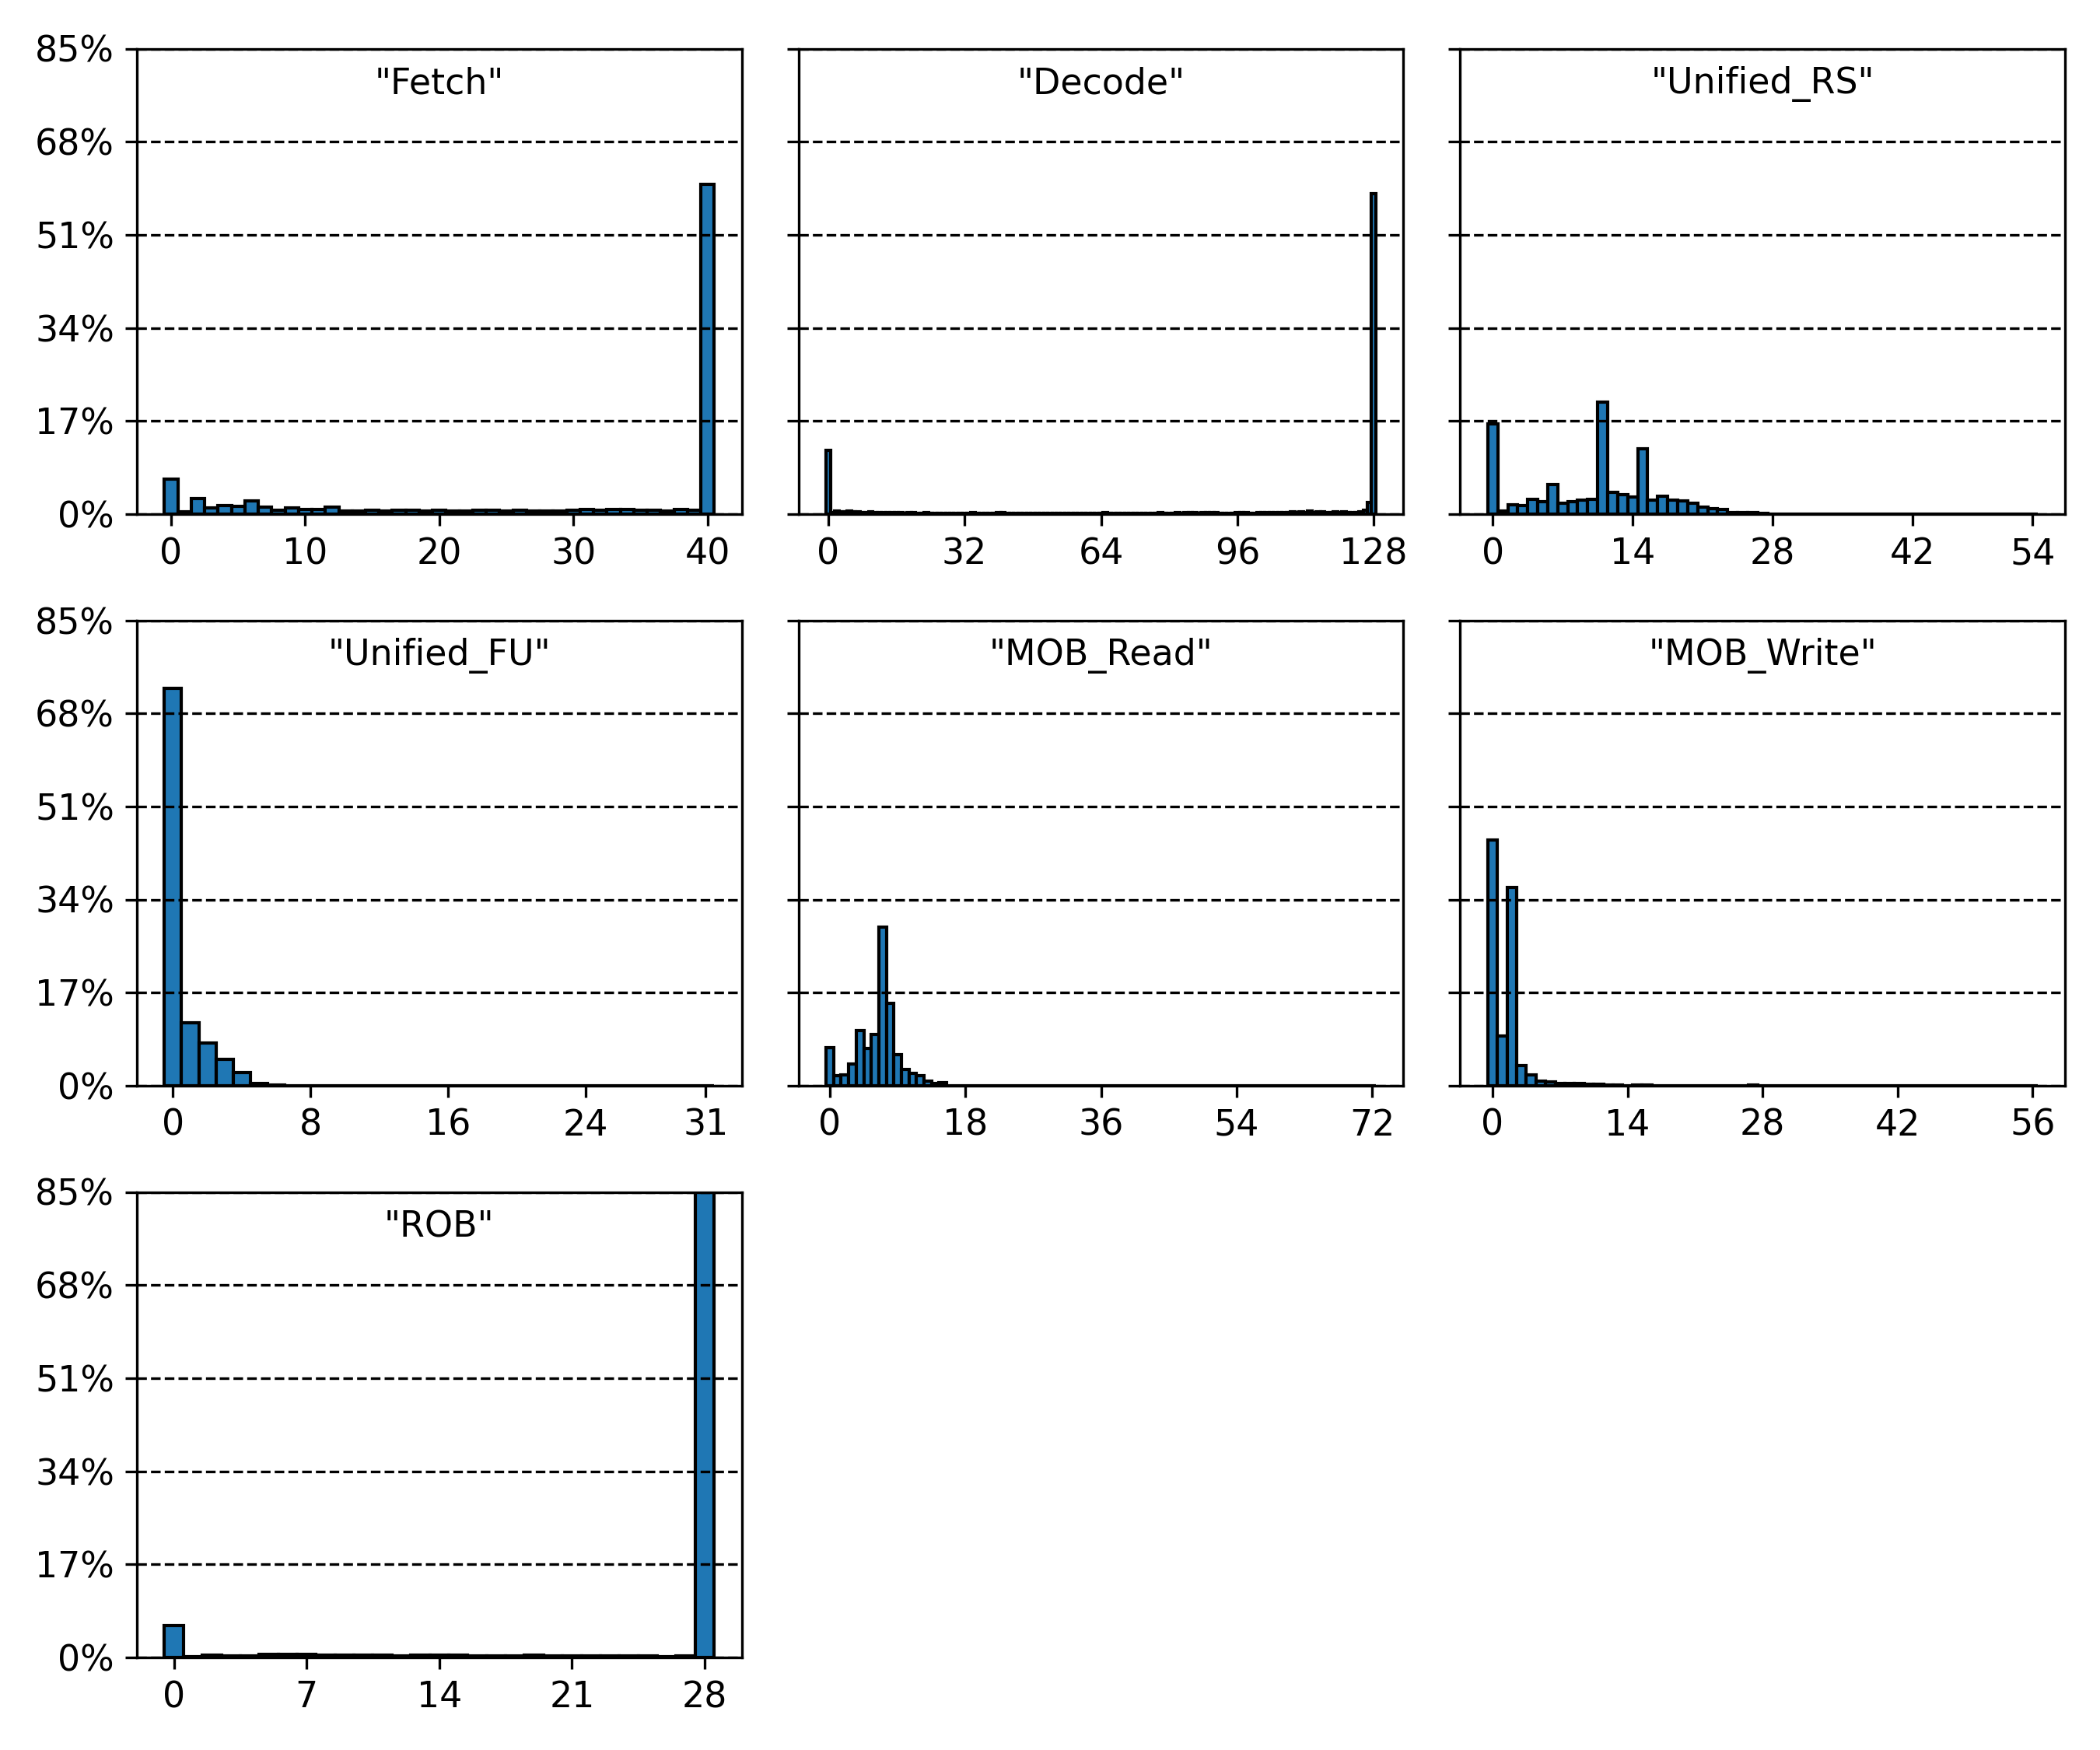 85%
"Fetch"
"Decode"
"Unified_RS"
68%
51%
34%
17%
0%
0 10 20 30 40
0 32 64 96 128
0 14 28 42 54
85%
"Unified_FU"
"MOB_Read"
"MOB_Write"
68%
51%
34%
17%
0%
0 8 16 24 31
0 18 36 54 72
0 14 28 42 56
85%
"ROB"
68%
51%
34%
17%
0%
0 7 14 21 28